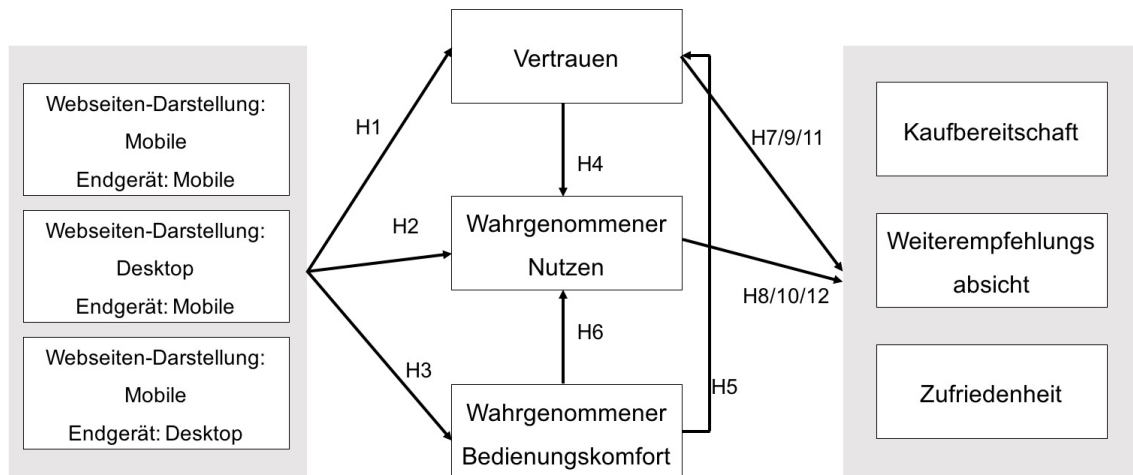 Webseiten-Darstellung:
Mobile
Endgerät: Mobile
Webseiten-Darstellung:
Desktop
Endgerät: Mobile
Webseiten-Darstellung:
Mobile
Endgerät: Desktop
H1
H2
H3
Vertrauen
H4
Wahrgenommener
Nutzen
H6
Wahrgenommener
Bedienungskomfort
H5
H7/9/11
H8/10/12
Kaufbereitschaft
Weiterempfehlungs
absicht
Zufriedenheit